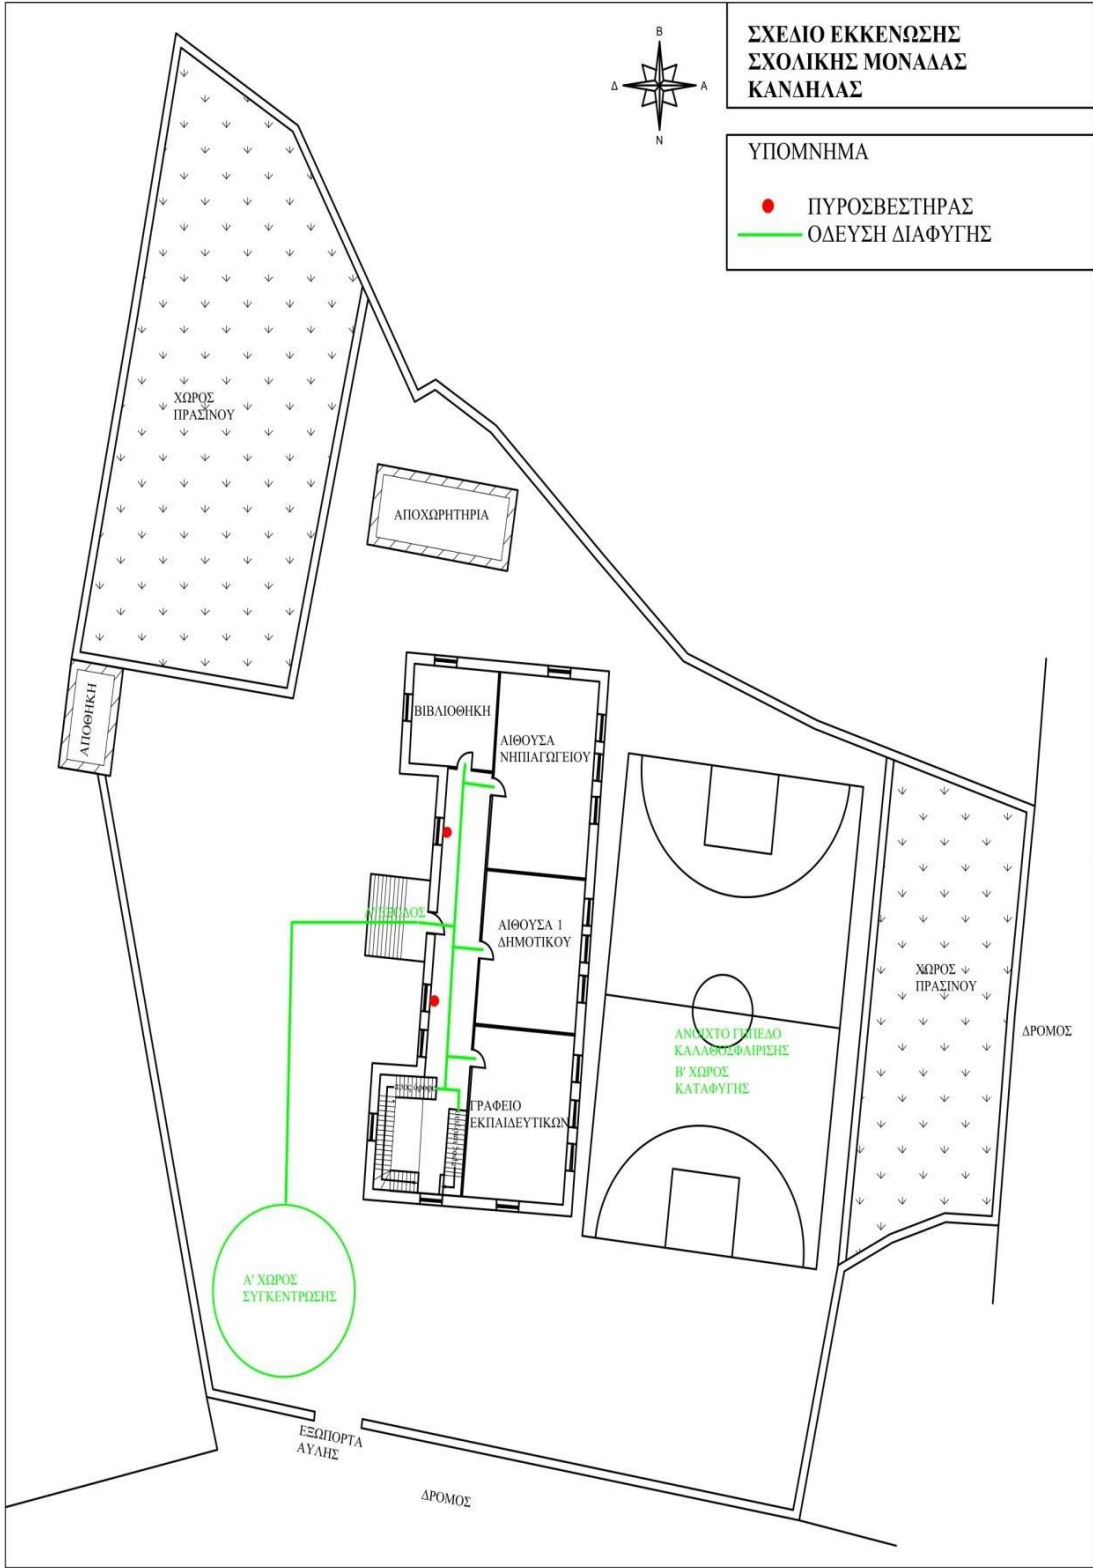 ΣΧΕΔΙΟ ΕΚΚΕΝΩΣΗΣ
ΣΧΟΛΙΚΗΣ ΜΟΝΑΔΑΣ
ΚΑΝΔΗΛΑΣ
Β
Δ
Α
Ν
ΥΠΟΜΝΗΜΑ
ΠΥΡΟΣΒΕΣΤΗΡΑΣ
ΟΔΕΥΣΗ ΔΙΑΦΥΓΗΣ
ΧΩΡΟΣ
ΠΡΑΣΙΝΟΥ
ΑΠΟΧΩΡΗΤΗΡΙΑ
ΑΠΟΘΗΚΗ
ΒΙΒΛΙΟΘΗΚΗ
ΑΙΘΟΥΣΑ
ΝΗΠΙΑΓΩΓΕΙΟΥ
Α' ΕΞΟΔΟΣ
ΑΙΘΟΥΣΑ 1
ΔΗΜΟΤΙΚΟΥ
ΧΩΡΟΣ
ΠΡΑΣΙΝΟΥ
ΔΡΟΜΟΣ
ΑΝΟΙΧΤΟ ΓΗΠΕΔΟ
ΚΑΛΑΘΟΣΦΑΙΡΙΣΗΣ
Β' ΧΩΡΟΣ
ΚΑΤΑΦΥΓΗΣ
ΓΡΑΦΕΙΟ
ΕΚΠΑΙΔΕΥΤΙΚΩΝ
Α' ΧΩΡΟΣ
ΣΥΓΚΕΝΤΡΩΣΗΣ
ΕΞΩΠΟΡΤΑ
ΑΥΛΗΣ
ΔΡΟΜΟΣ